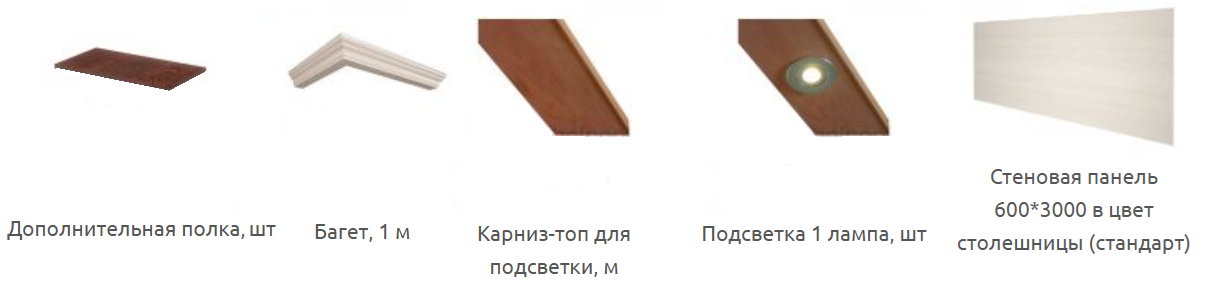 Дополнительная полка, шт
Багет, 1 м
Карниз-топ для
подсветки, м
Подсветка 1 лампа, шт
Стеновая панель
600*3000 в цвет
столешницы (стандарт)